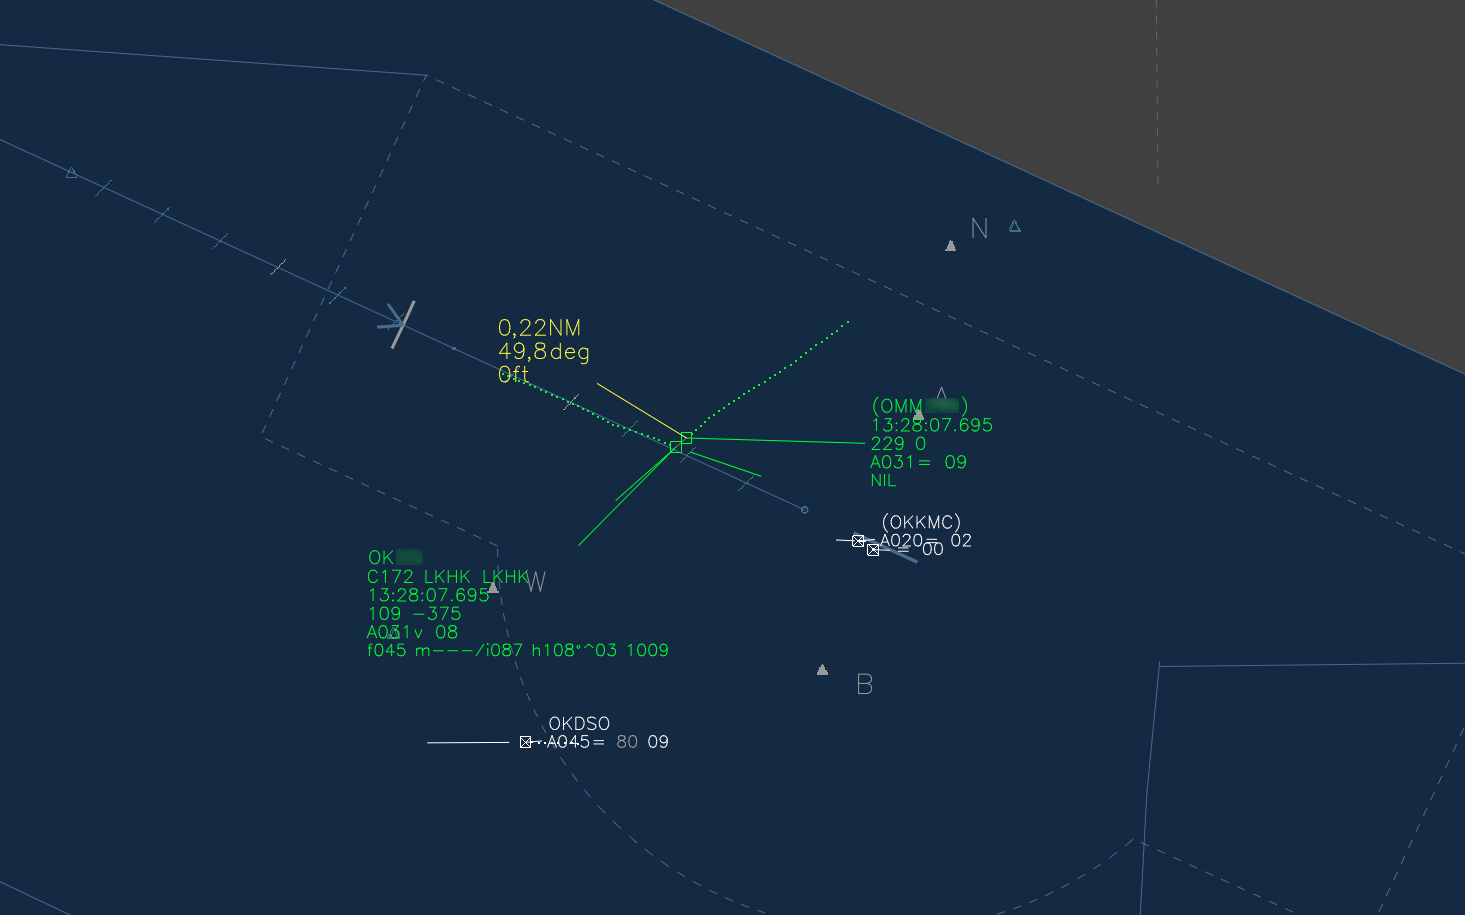 N
0,22NM
49,8deg
0ft
A
(OMM )
13:28:07.695
229 0
A031= 09
NIL
(OKKMC)
A020= 02
= 00
OK
C172 LKHK LKHK
W
13:28:07.695
109 -375
A031v 08
f045 m---/i087 h108°^03 1009
B
OKDSO
A045= 80 09